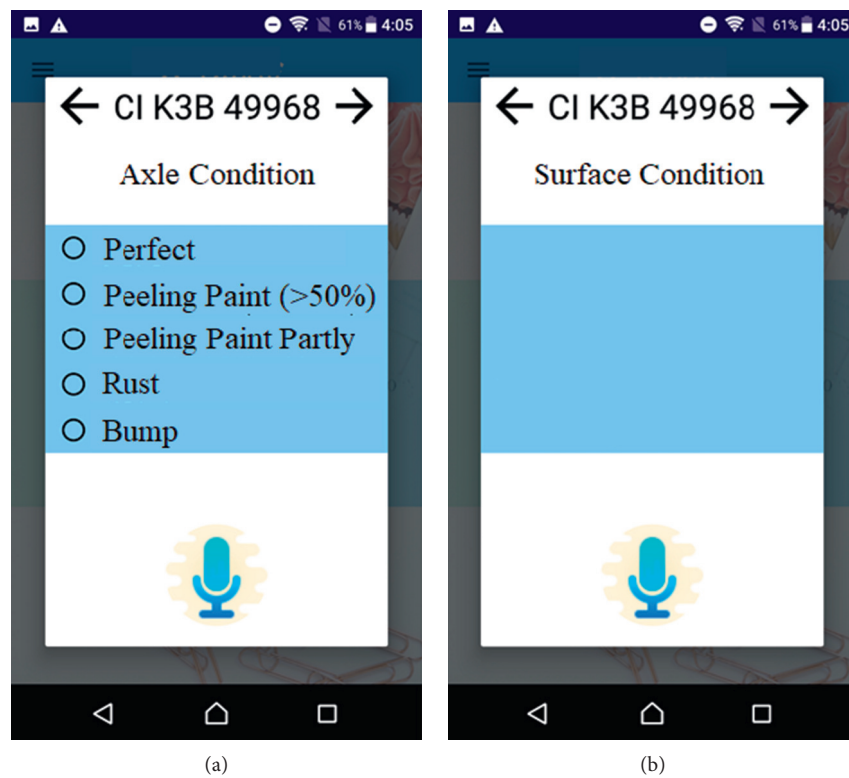 61% 4:05
← CI K3B 49968 →
Axle Condition
Perfect
Peeling Paint (>50%)
Peeling Paint Partly
Rust
Bump
(a)
61% 4:05
← CI K3B 49968 →
Surface Condition
(b)